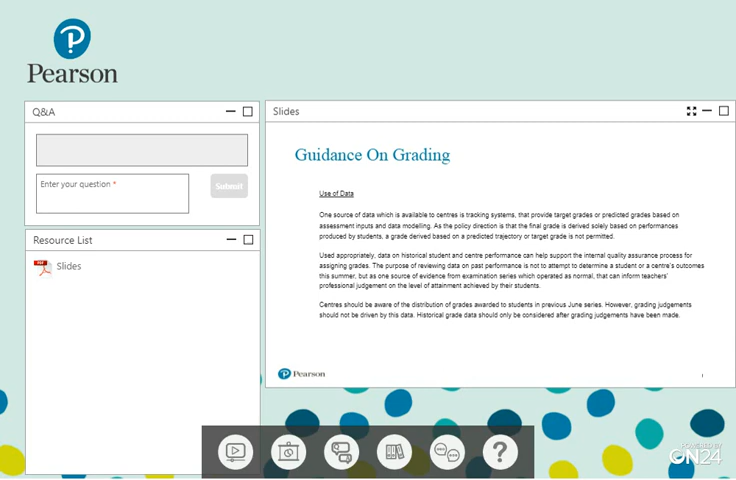 Pearson
Q&A
Enter your question *
Submit
Resource List
PDF
Slides
Slides
Guidance On Grading
Use of Data
One source of data which is available to centres is tracking systems, that provide target grades or predicted grades based on
assessment inputs and data modelling. As the policy direction is that the final grade is derived solely based on performances
produced by students, a grade derived based on a predicted trajectory or target grade is not permitted.
Used appropriately, data on historical student and centre performance can help support the internal quality assurance process for
assigning grades. The purpose of reviewing data on past performance is not to attempt to determine a student or a centre's outcomes
this summer, but as one source of evidence from examination series which operated as normal, that can inform teachers'
professional judgement on the level of attainment achieved by their students.
Centres should be aware of the distribution of grades awarded to students in previous June series. However, grading judgements
should not be driven by this data. Historical grade data should only be considered after grading judgements have been made.
Pearson
POWERED BY
ON24